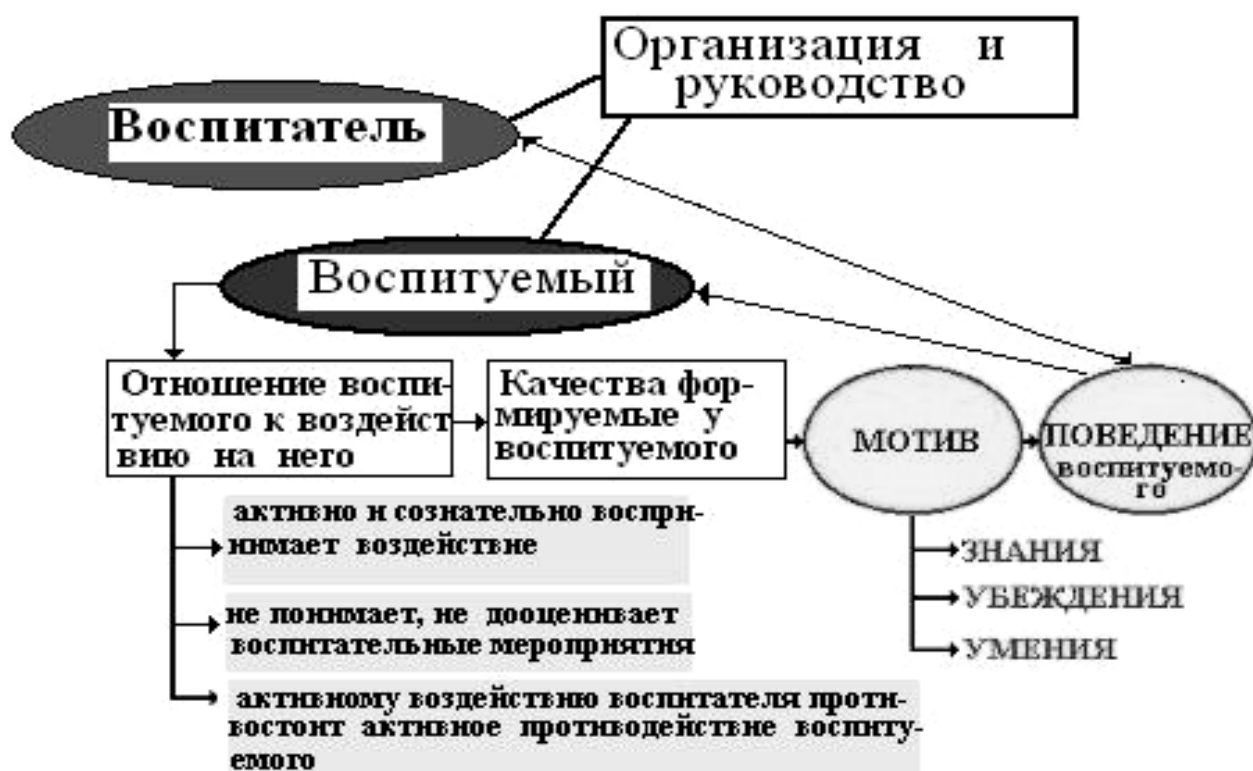 Организация и
руководство
Воспитатель
Воспитуемый
Отношение воспи-
туемого к воздейст
вию на него
Качества фор-
мируемые у
воспитуемого
МОТИВ
ПОВЕДЕНИЕ
воспитуемо-
го
активно и сознательно воспри-
нимает воздействие
не понимает, не дооценивает
воспитательные мероприятия
активному воздействию воспитателя проти-
востоит активное противодействие воспиту-
емого
ЗНАНИЯ
УБЕЖДЕНИЯ
УМЕНИЯ